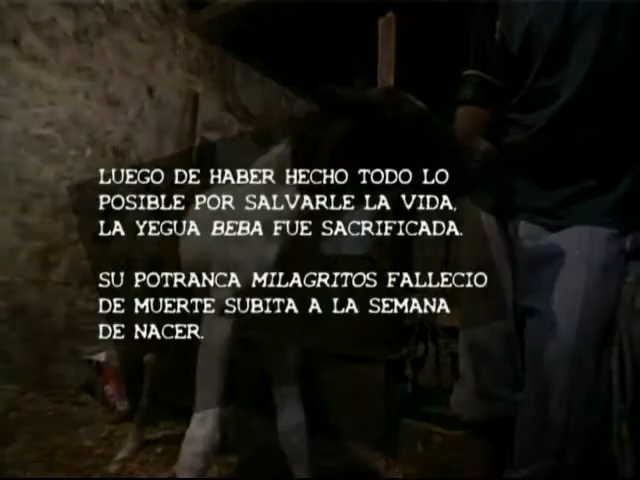 LUEGO DE HABER HECHO TODO LO
POSIBLE POR SALVARLE LA VIDA,
LA YEGUA BEBA FUE SACRIFICADA.
SU POTRANCA MILAGRITOS FALLECIO
DE MUERTE SUBITA A LA SEMANA
DE NACER.